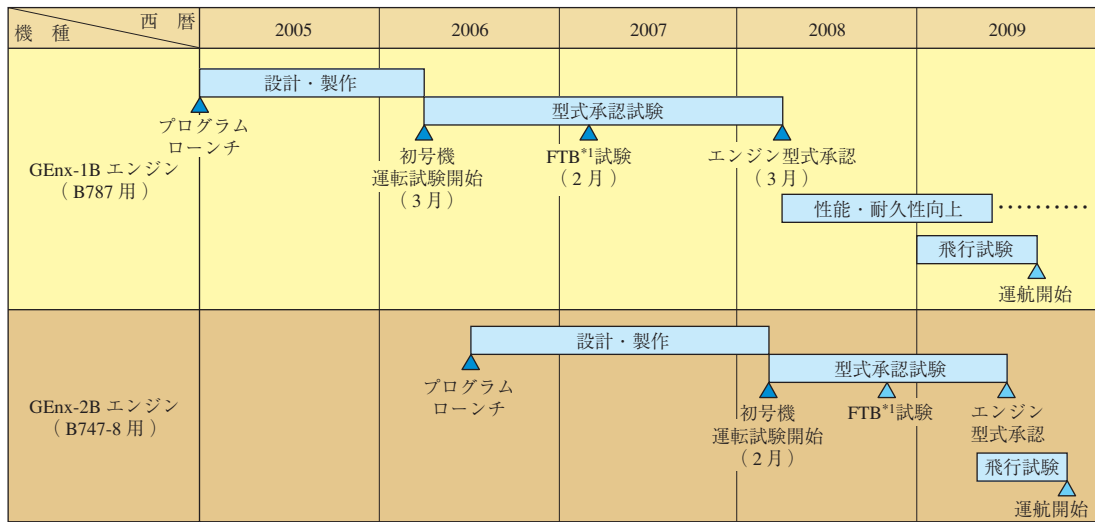 西 暦
機 種
2005
2006
2007
2008
2009
GEnx-1B エンジン
( B787 用 )
設計・製作
型式承認試験
プログラム
ローンチ
初号機
運転試験開始
( 3 月 )
FTB*1試験
( 2 月 )
エンジン型式承認
( 3 月 )
性能・耐久性向上
飛行試験
運航開始
GEnx-2B エンジン
( B747-8 用 )
設計・製作
型式承認試験
プログラム
ローンチ
初号機
運転試験開始
( 2 月 )
FTB*1試験
エンジン
型式承認
飛行試験
運航開始